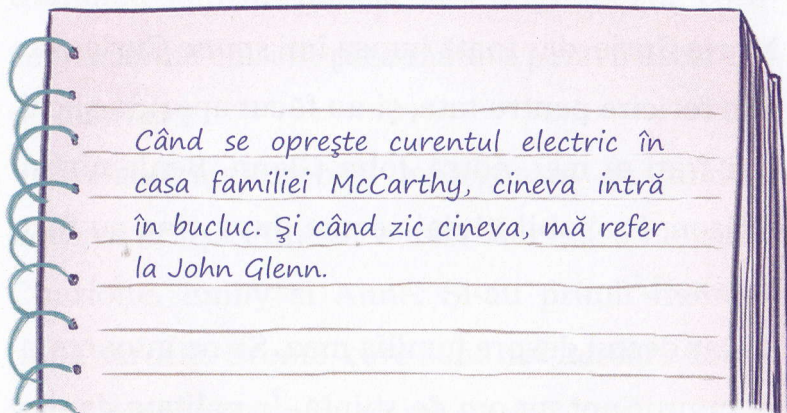 Când se oprește curentul electric în
casa familiei McCarthy, cineva intră
în bucluc. Și când zic cineva, mă refer
la John Glenn.